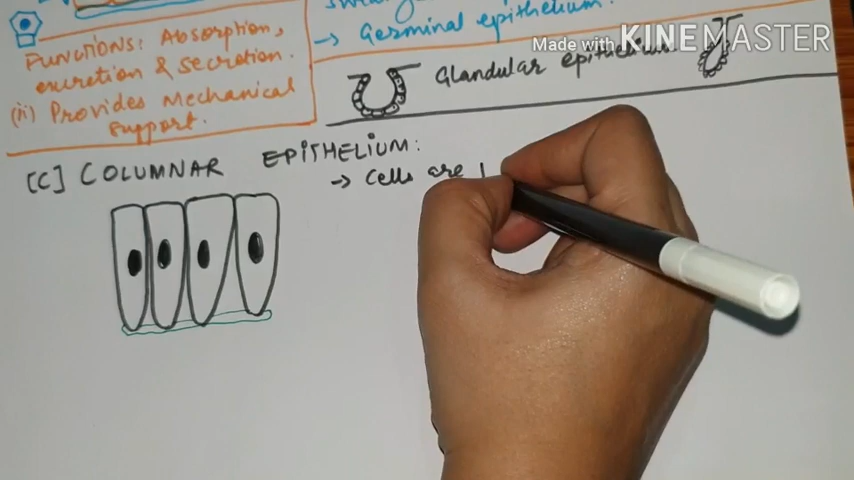 Functions: Absorption,
excretion & secretion.
(ii) Provides Mechanical
support.
→ Germinal epithelium.
Made with KINEMASTER
Glandular epithelium
[C] COLUMNAR EPITHELIUM:
→ Cells are